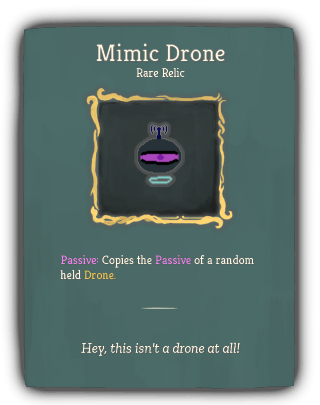 Mimic Drone
Rare Relic
Passive: Copies the Passive of a random
held Drone.
Hey, this isn't a drone at all!